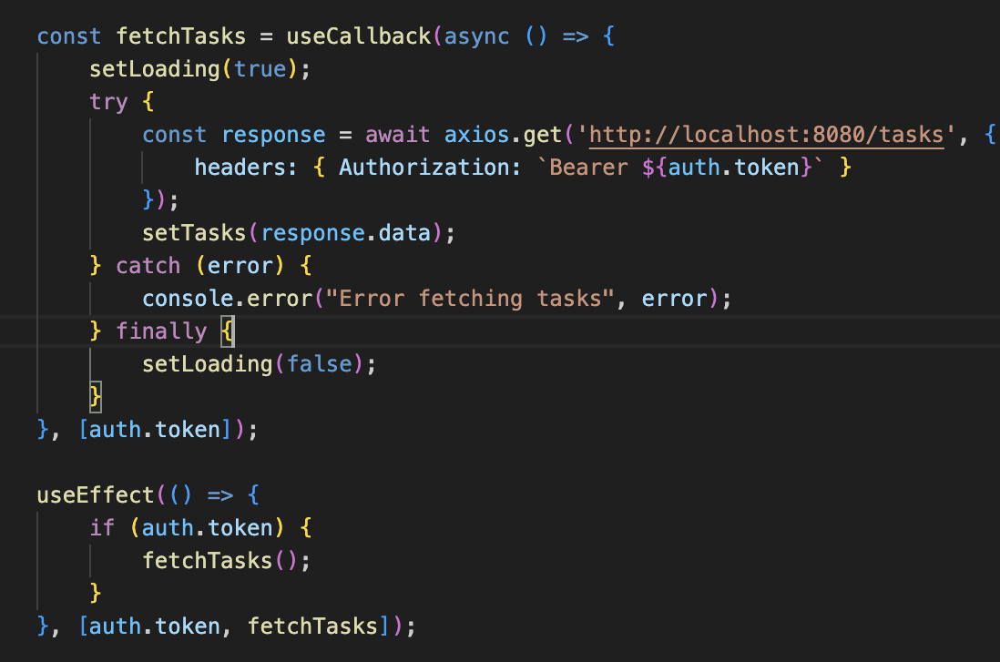 const fetchTasks = useCallback(async () => {
    setLoading(true);
    try {
        const response = await axios.get('http://localhost:8080/tasks', {
            headers: { Authorization: `Bearer ${auth.token}` }
        });
        setTasks(response.data);
    } catch (error) {
        console.error("Error fetching tasks", error);
    } finally {
        setLoading(false);
    }
}, [auth.token]);

useEffect(() => {
    if (auth.token) {
        fetchTasks();
    }
}, [auth.token, fetchTasks]);